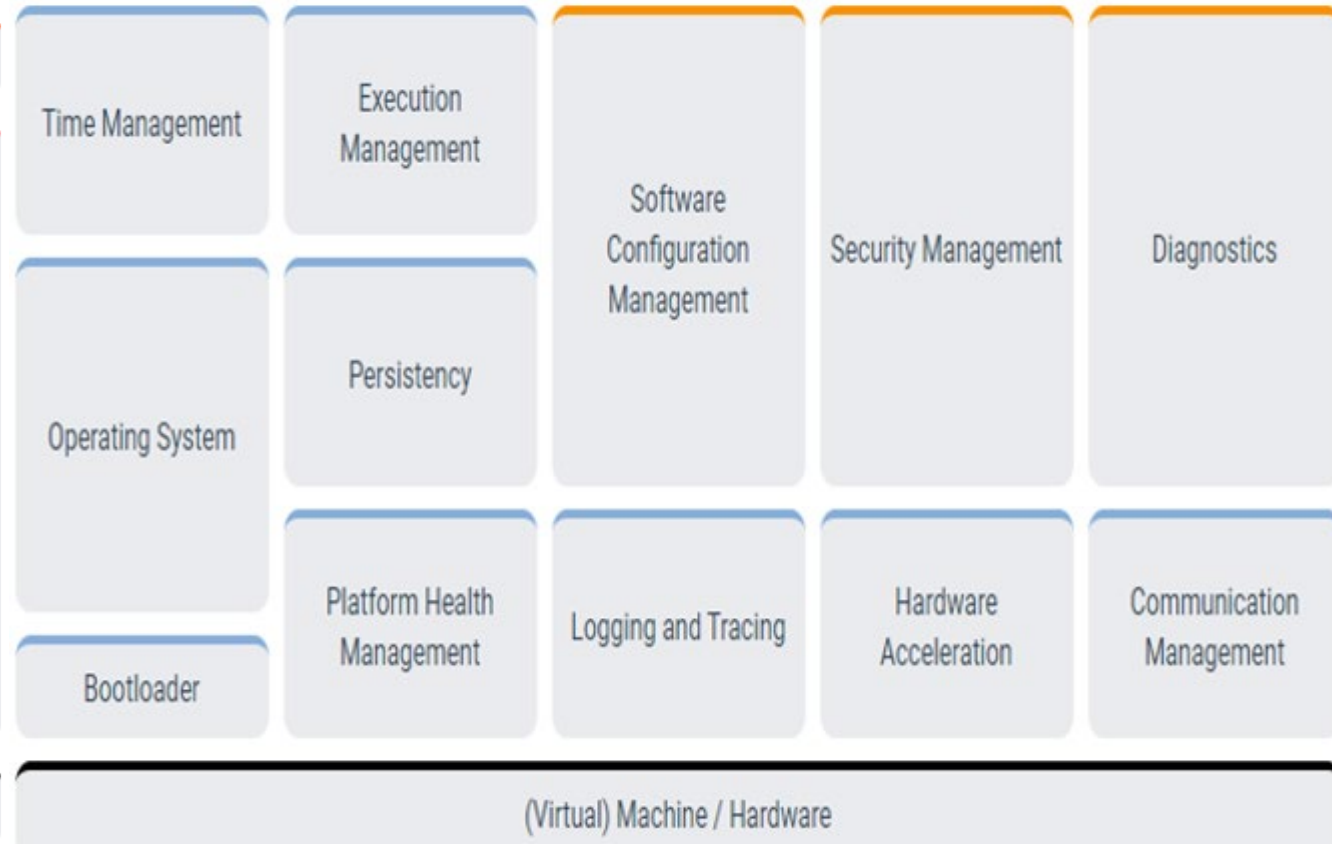 Time Management
Execution
Management
Software
Configuration
Management
Security Management
Diagnostics
Operating System
Persistency
Bootloader
Platform Health
Management
Logging and Tracing
Hardware
Acceleration
Communication
Management
(Virtual) Machine / Hardware